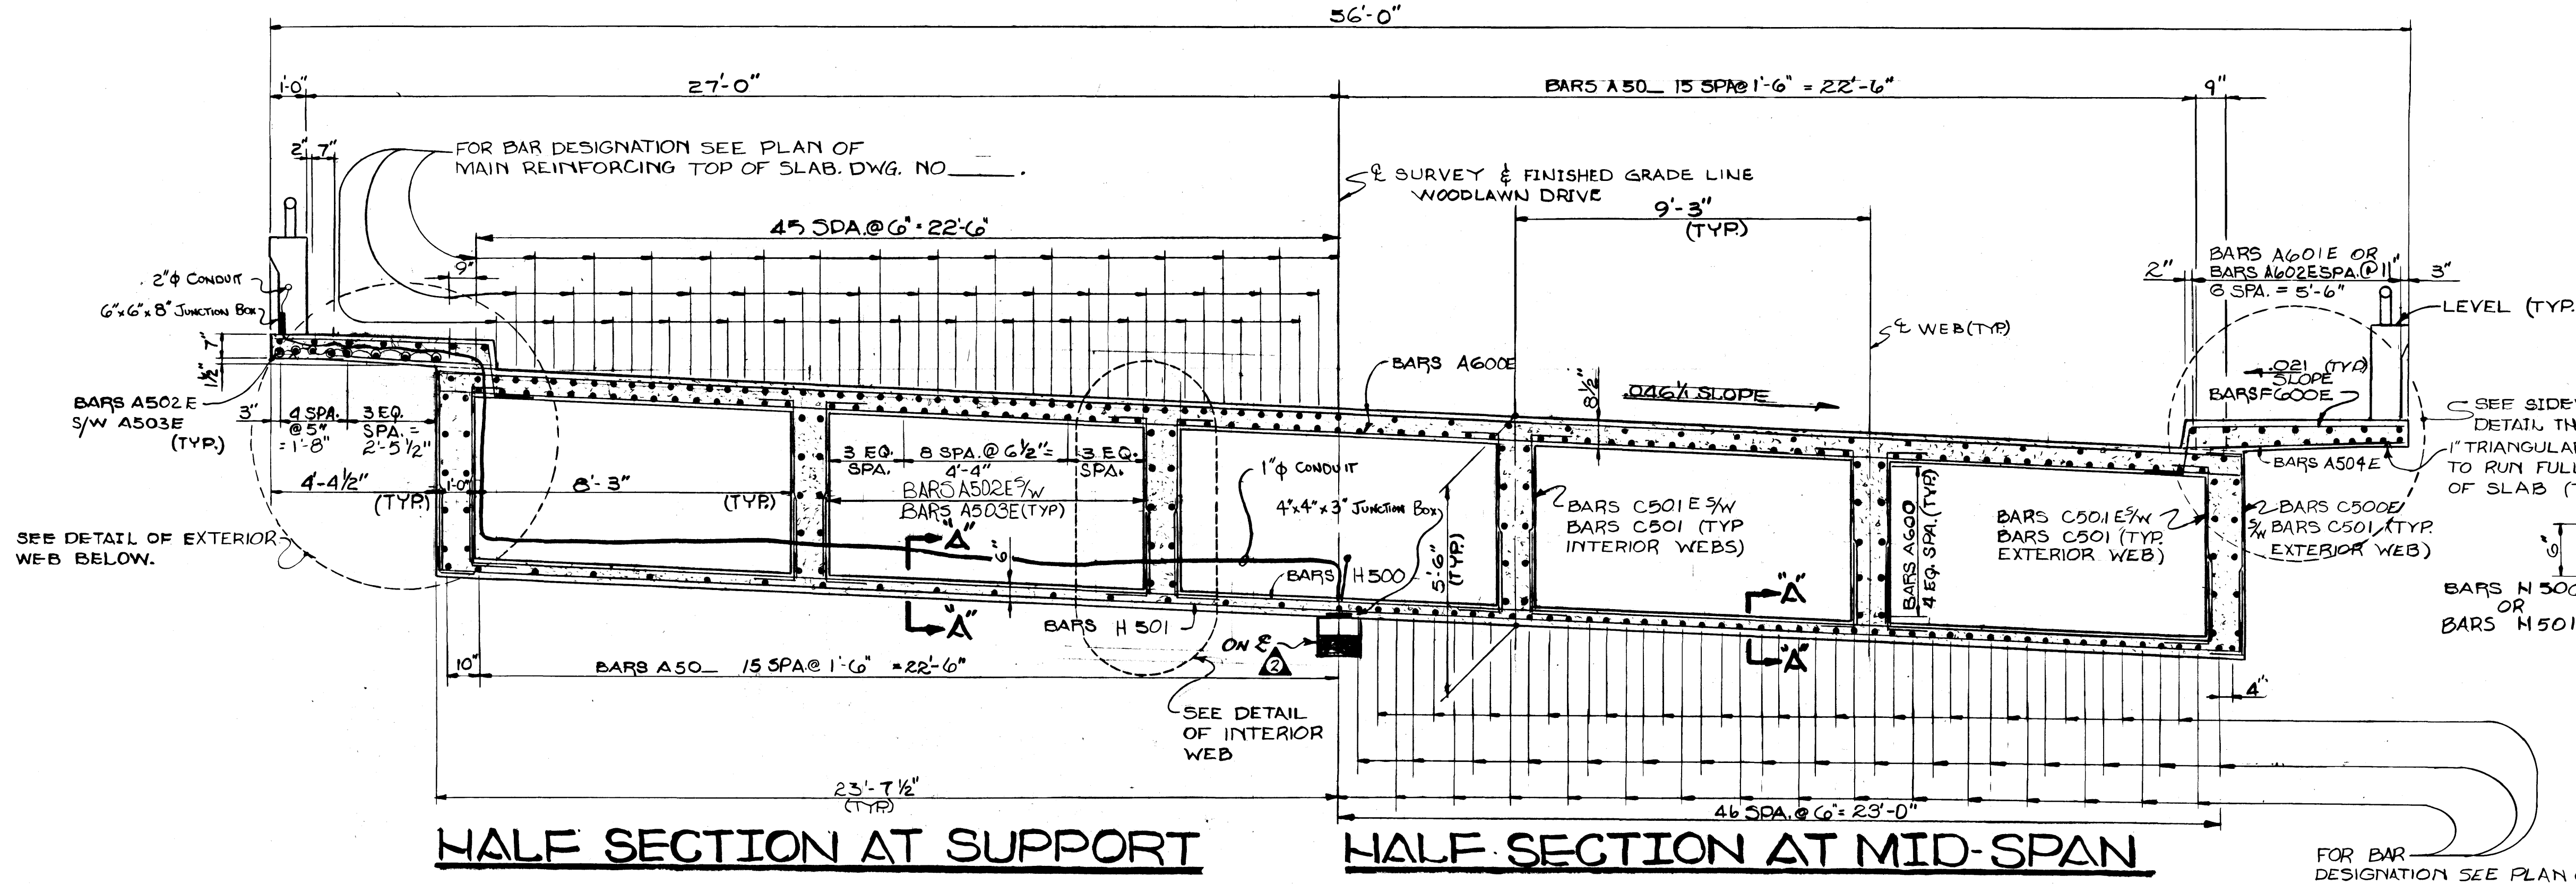 56'-0"
1'-0"
27'-0"
BARS A50_ 15 SPA@ 1'-6" = 22'-6"
9"
2" 7"
FOR BAR DESIGNATION SEE PLAN OF
MAIN REINFORCING TOP OF SLAB. DWG. NO_____.
45 SPA.@ 6" = 22'-6"
9"
℄ SURVEY & FINISHED GRADE LINE
WOODLAWN DRIVE
9'-3"
(TYP.)
BARS A601E OR
BARS A602E SPA. @ 11"
6 SPA. = 5'-6"
2"
3"
LEVEL (TYP.
2"φ CONDUIT
6"x6"x8" JUNCTION BOX
7"
1½"
℄ WEB (TYP.)
BARS A600E
8½"
.046'/1 SLOPE
.021 (TYP.)
SLOPE
BARS F600E
BARS A502E
S/W A503E
(TYP.)
3"
4 SPA.
@ 5"
= 1'-8"
3 EQ.
SPA. =
2'-5½"
SEE SIDE
DETAIL TH
1" TRIANGULA
TO RUN FULL
OF SLAB (
BARS A504E
4'-4½"
(TYP.)
1'-0"
8'-3"
(TYP.)
3 EQ.
SPA.
8 SPA.@ 6½" =
4'-4"
3 EQ.
SPA.
BARS A502E S/W
BARS A503E (TYP)
1"φ CONDUIT
4"x4"x3" JUNCTION BOX
5'-6"
(TYP.)
BARS C501E S/W
BARS C501 (TYP
INTERIOR WEBS)
BARS A600
4 EQ. SPA. (TYP.)
BARS C501E S/W
BARS C501 (TYP.
EXTERIOR WEB)
BARS C500E
S/W BARS C501 (TYP.
EXTERIOR WEB)
SEE DETAIL OF EXTERIOR
WEB BELOW.
"A"
"A"
6"
BARS H500
BARS H501
ON ℄
2
"A"
"A"
6"
BARS H500
OR
BARS H501
10"
BARS A50_ 15 SPA.@ 1'-6" = 22'-6"
4"
SEE DETAIL
OF INTERIOR
WEB
23'-7½"
(TYP.)
46 SPA.@ 6" = 23'-0"
HALF SECTION AT SUPPORT
HALF SECTION AT MID-SPAN
FOR BAR
DESIGNATION SEE PLAN